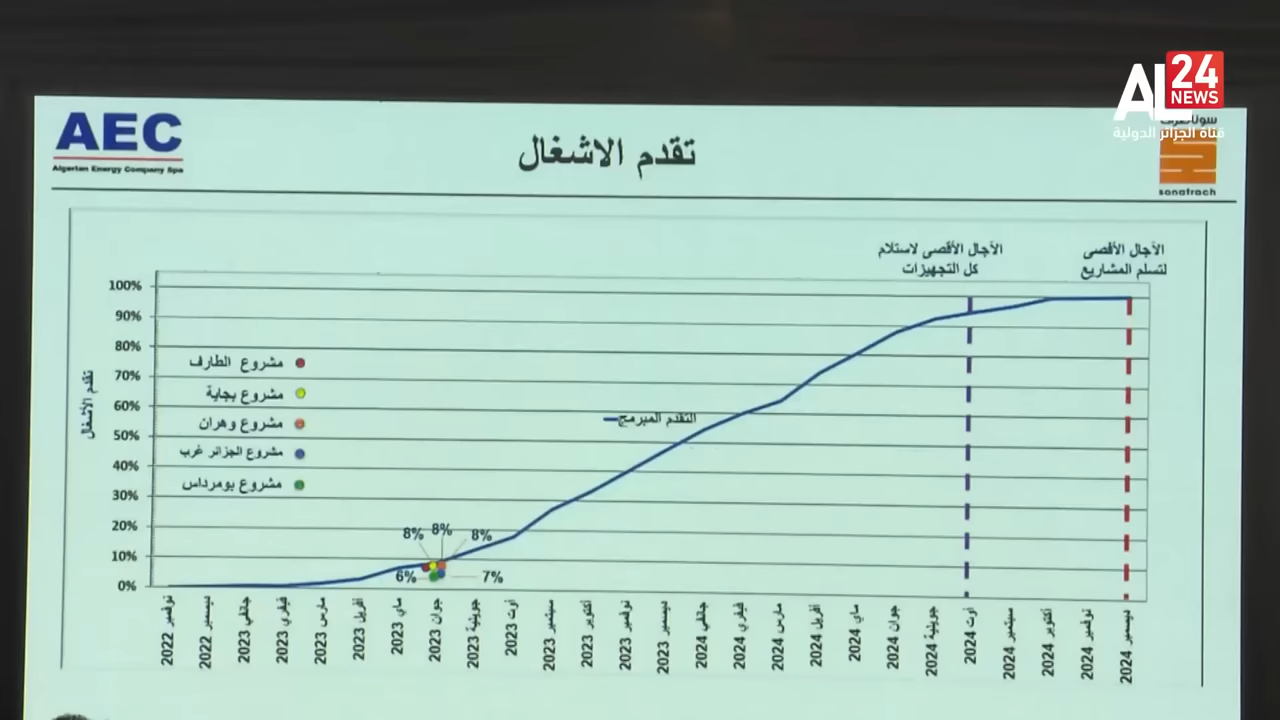 AL
24
NEWS
قناة الجزائر الدولية
AEC
Algerian Energy Company Spa
تقدم الاشغال
sonatrach
الآجال الأقصى لاستلام
كل التجهيزات
الآجال الأقصى
لتسلم المشاريع
تقدم الأشغال
100%
90%
80%
70%
60%
50%
40%
30%
20%
10%
0%
مشروع الطارف
مشروع بجاية
مشروع وهران
مشروع الجزائر غرب
مشروع بومرداس
التقدم المبرمج
8%
8%
8%
6%
7%
نوفمبر 2022
ديسمبر 2022
جانفي 2023
فيفري 2023
مارس 2023
أفريل 2023
ماي 2023
جوان 2023
جويلية 2023
أوت 2023
سبتمبر 2023
أكتوبر 2023
نوفمبر 2023
ديسمبر 2023
جانفي 2024
فيفري 2024
مارس 2024
أفريل 2024
ماي 2024
جوان 2024
جويلية 2024
أوت 2024
سبتمبر 2024
أكتوبر 2024
نوفمبر 2024
ديسمبر 2024